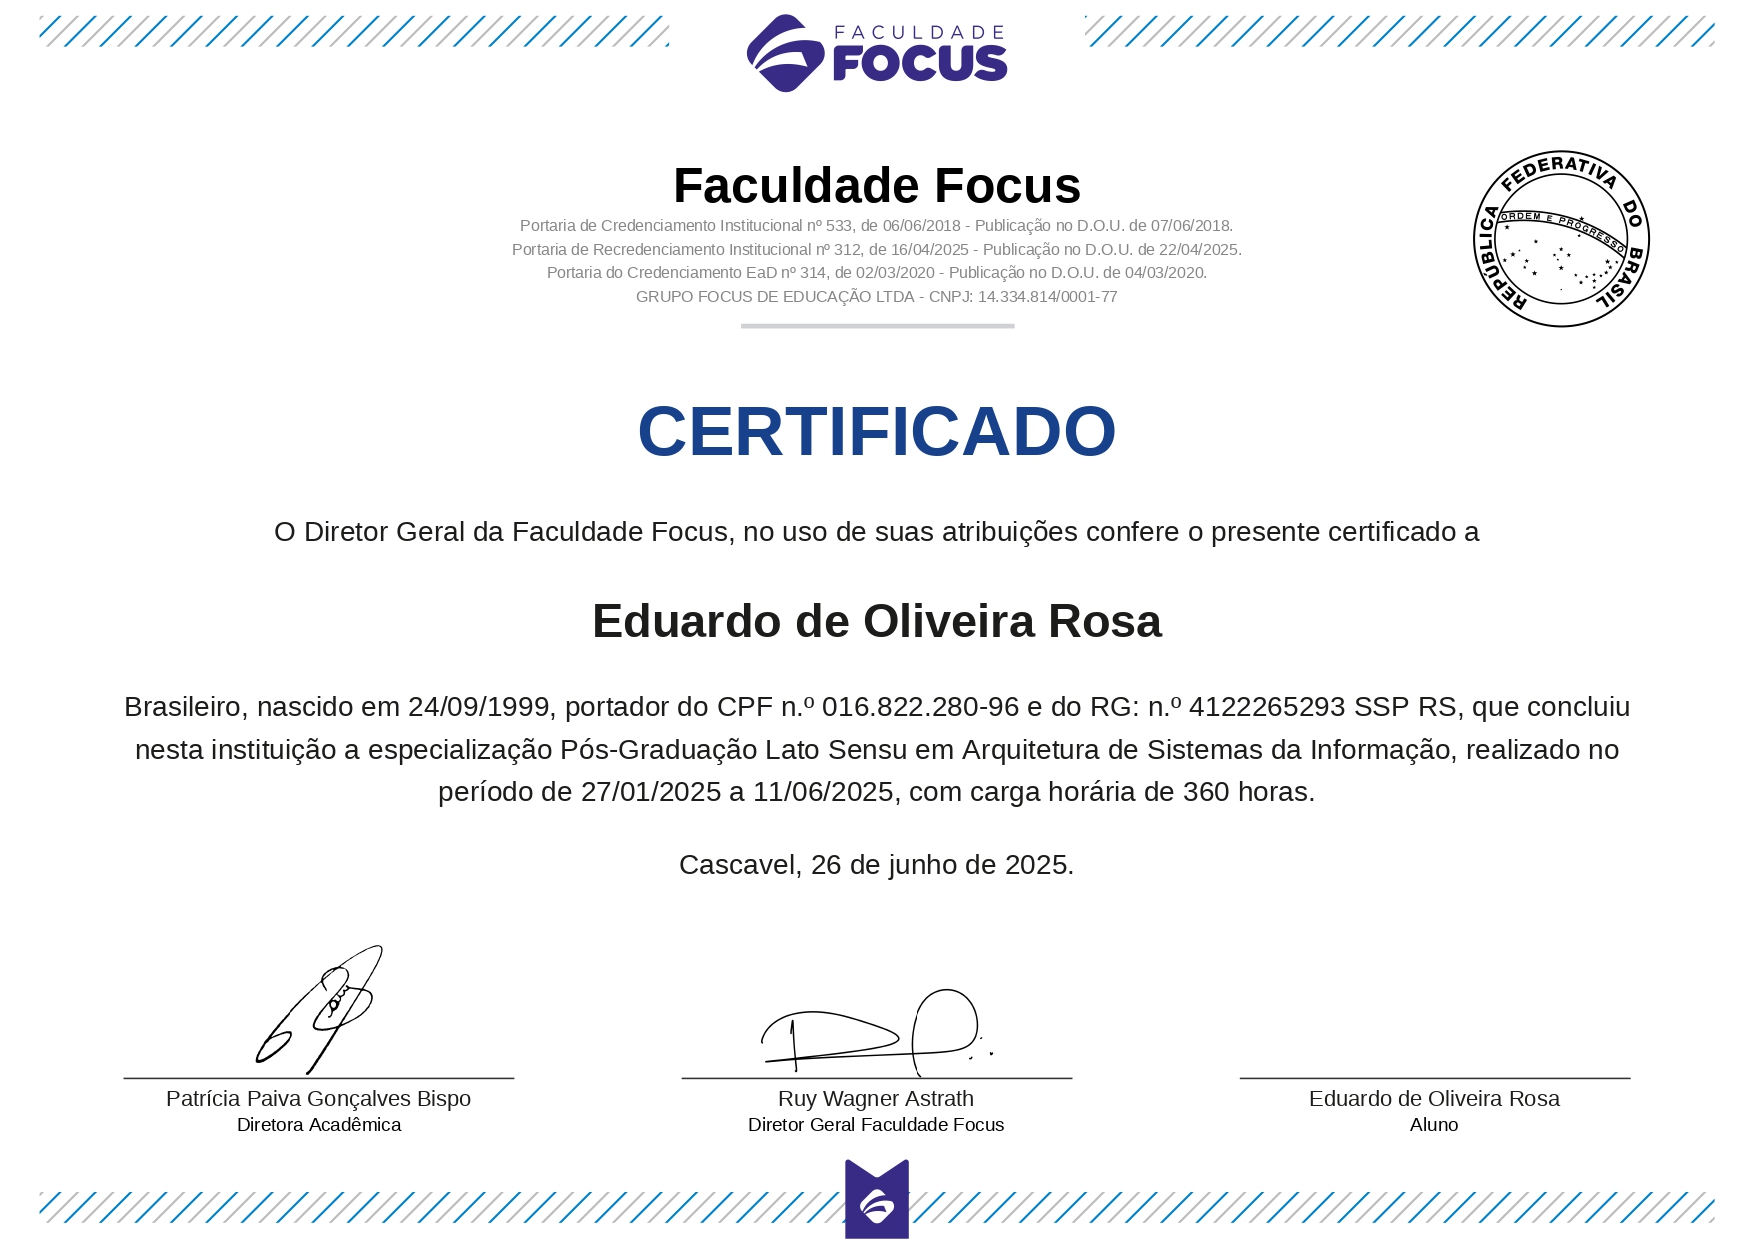 FACULDADE
FOCUS
Faculdade Focus
Portaria de Credenciamento Institucional nº 533, de 06/06/2018 - Publicação no D.O.U. de 07/06/2018.
Portaria de Recredenciamento Institucional nº 312, de 16/04/2025 - Publicação no D.O.U. de 22/04/2025.
Portaria do Credenciamento EaD nº 314, de 02/03/2020 - Publicação no D.O.U. de 04/03/2020.
GRUPO FOCUS DE EDUCAÇÃO LTDA - CNPJ: 14.334.814/0001-77
REPÚBLICA FEDERATIVA DO BRASIL
ORDEM E PROGRESSO
CERTIFICADO
O Diretor Geral da Faculdade Focus, no uso de suas atribuições confere o presente certificado a
Eduardo de Oliveira Rosa
Brasileiro, nascido em 24/09/1999, portador do CPF n.º 016.822.280-96 e do RG: n.º 4122265293 SSP RS, que concluiu
nesta instituição a especialização Pós-Graduação Lato Sensu em Arquitetura de Sistemas da Informação, realizado no
período de 27/01/2025 a 11/06/2025, com carga horária de 360 horas.
Cascavel, 26 de junho de 2025.
Patrícia Paiva Gonçalves Bispo
Diretora Acadêmica
Ruy Wagner Astrath
Diretor Geral Faculdade Focus
Eduardo de Oliveira Rosa
Aluno